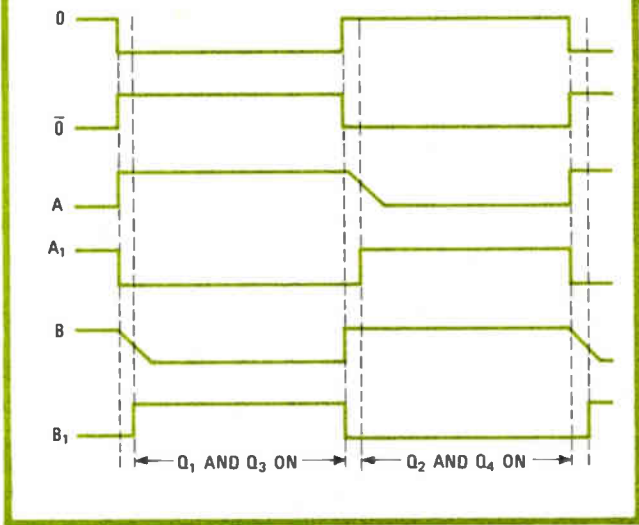 0
0̅
A
A₁
B
B₁
Q₁ AND Q₃ ON
Q₂ AND Q₄ ON